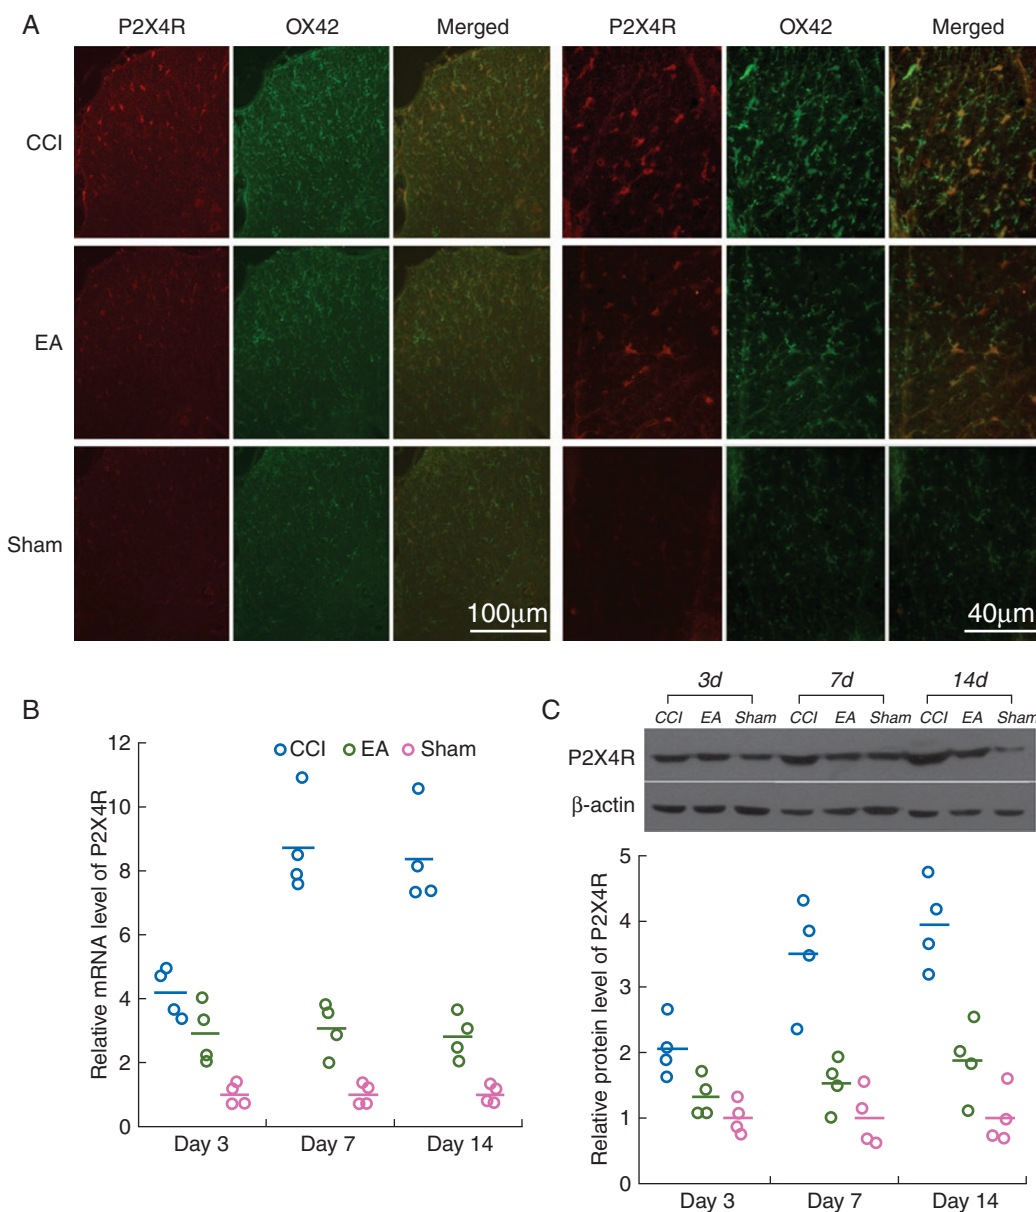 A
P2X4R OX42 Merged P2X4R OX42 Merged
CCI
EA
Sham
100μm 40μm
B
CCI EA Sham
Relative mRNA level of P2X4R
12
10
8
6
4
2
0
Day 3 Day 7 Day 14
C
3d 7d 14d
CCI EA Sham CCI EA Sham CCI EA Sham
P2X4R
β-actin
Relative protein level of P2X4R
5
4
3
2
1
0
Day 3 Day 7 Day 14